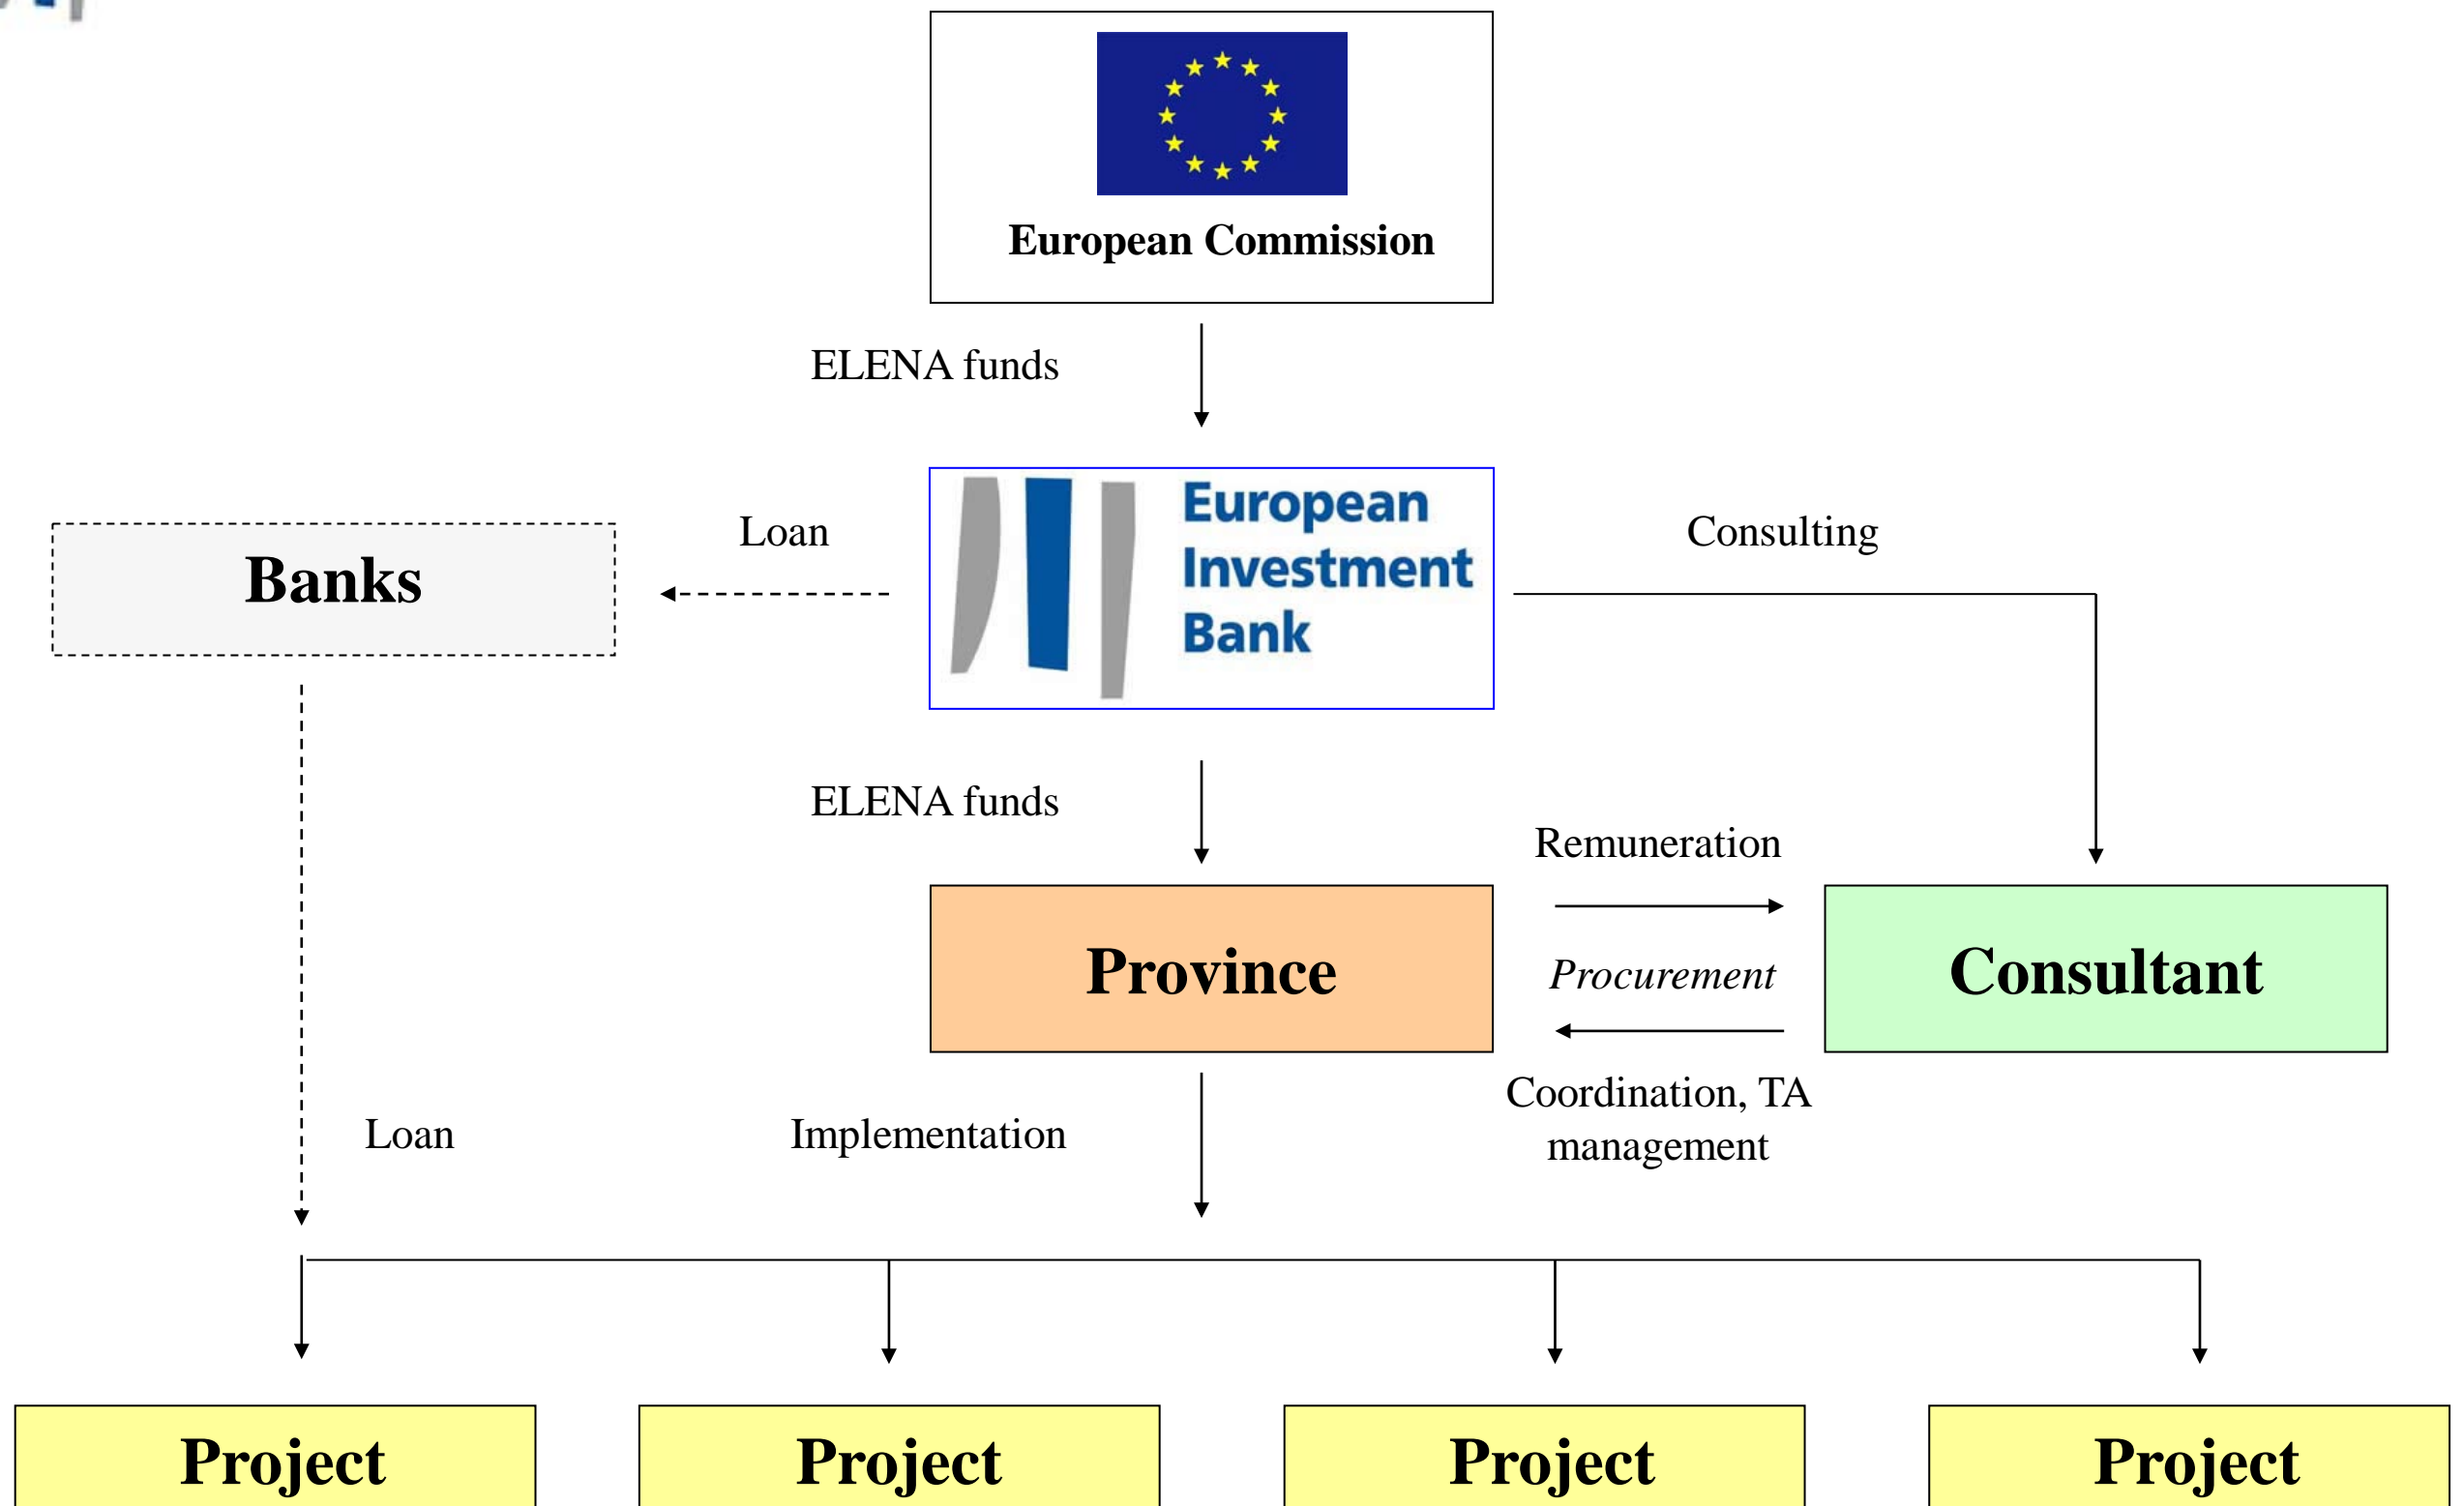 European Commission
ELENA funds
European
Investment
Bank
Loan
Consulting
Banks
ELENA funds
Remuneration
Province
Procurement
Consultant
Coordination, TA
management
Loan
Implementation
Project
Project
Project
Project